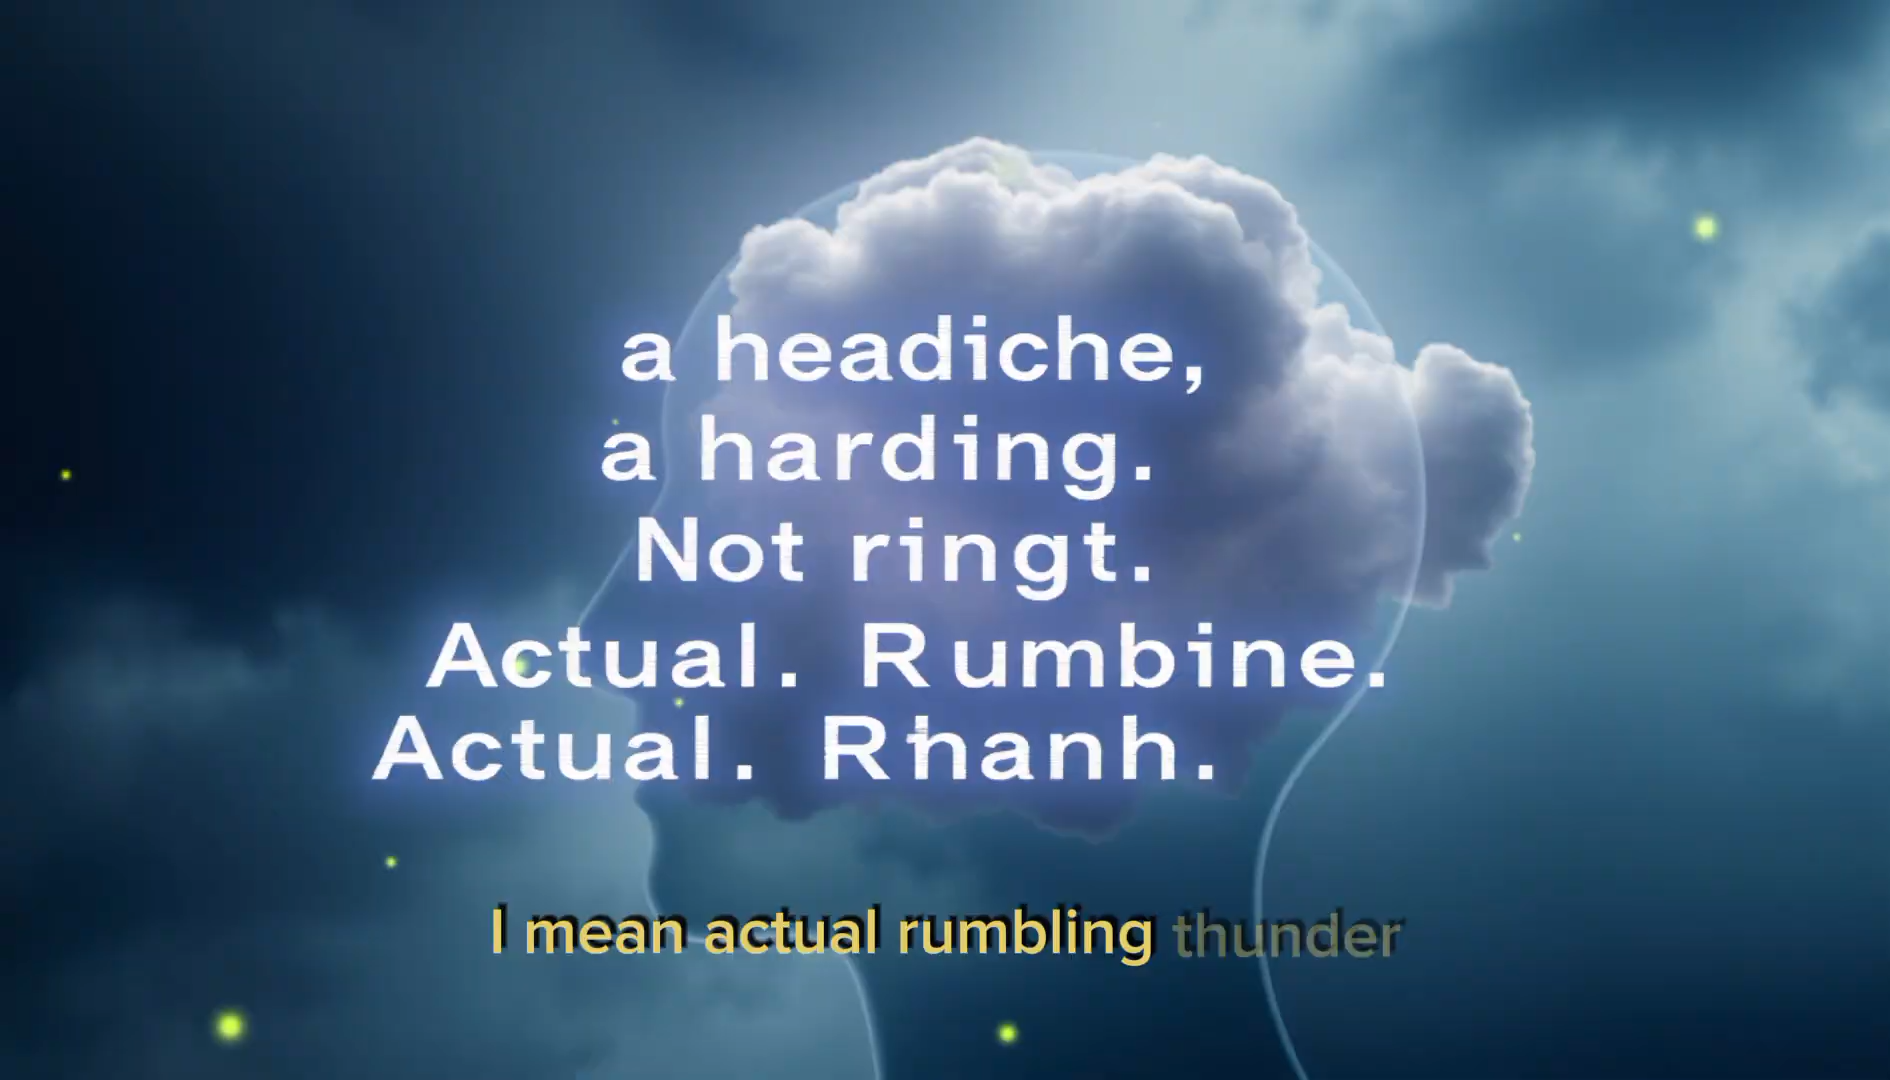 a headiche,
a harding.
Not ringt.
Actual. Rumbine.
Actual. Rhanh.
I mean actual rumbling thunder